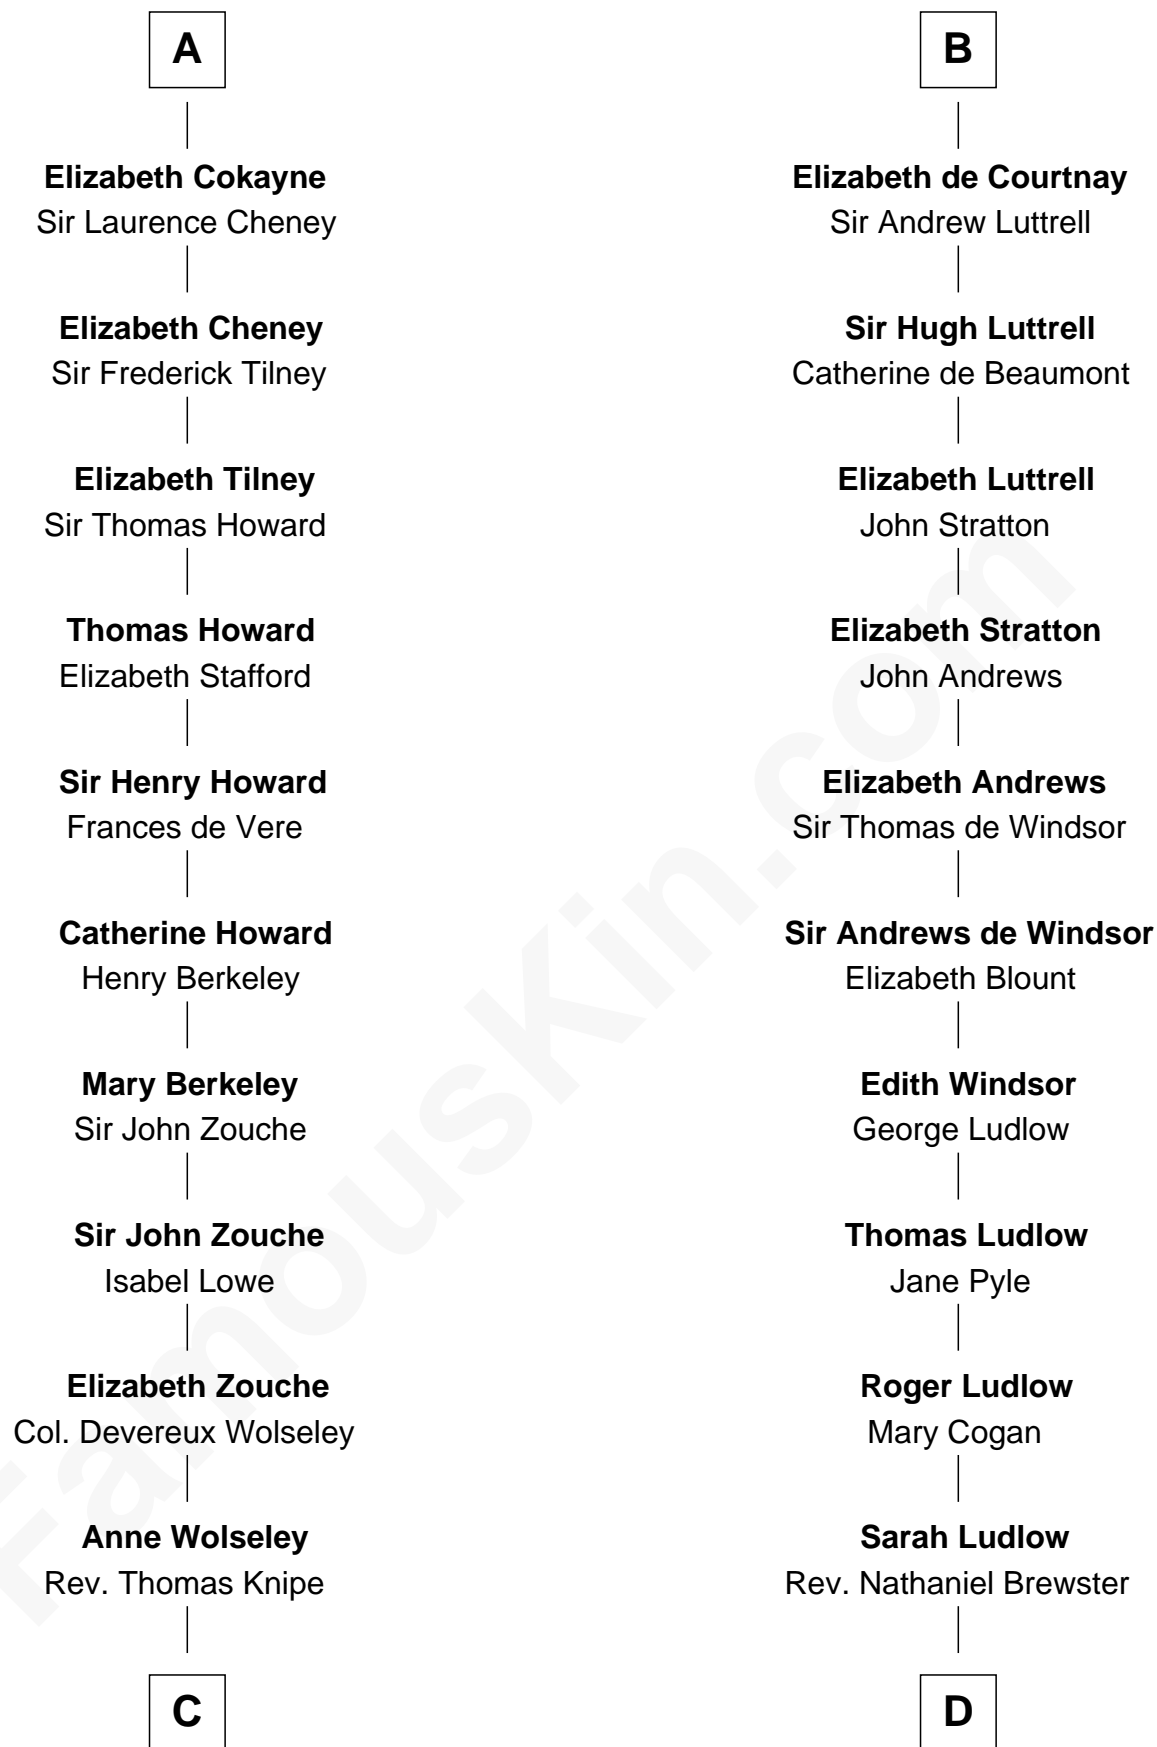 A
Elizabeth Cokayne
Sir Laurence Cheney
Elizabeth Cheney
Sir Frederick Tilney
Elizabeth Tilney
Sir Thomas Howard
Thomas Howard
Elizabeth Stafford
Sir Henry Howard
Frances de Vere
Catherine Howard
Henry Berkeley
Mary Berkeley
Sir John Zouche
Sir John Zouche
Isabel Lowe
Elizabeth Zouche
Col. Devereux Wolseley
Anne Wolseley
Rev. Thomas Knipe
C
B
Elizabeth de Courtnay
Sir Andrew Luttrell
Sir Hugh Luttrell
Catherine de Beaumont
Elizabeth Luttrell
John Stratton
Elizabeth Stratton
John Andrews
Elizabeth Andrews
Sir Thomas de Windsor
Sir Andrews de Windsor
Elizabeth Blount
Edith Windsor
George Ludlow
Thomas Ludlow
Jane Pyle
Roger Ludlow
Mary Cogan
Sarah Ludlow
Rev. Nathaniel Brewster
D
FamousKin.com